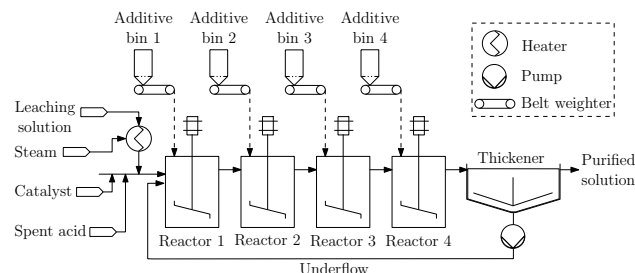 Additive
bin 1
Additive
bin 2
Additive
bin 3
Additive
bin 4
Heater
Pump
Belt weighter
Leaching
solution
Steam
Catalyst
Spent acid
Reactor 1
Reactor 2
Reactor 3
Reactor 4
Thickener
Purified
solution
Underflow